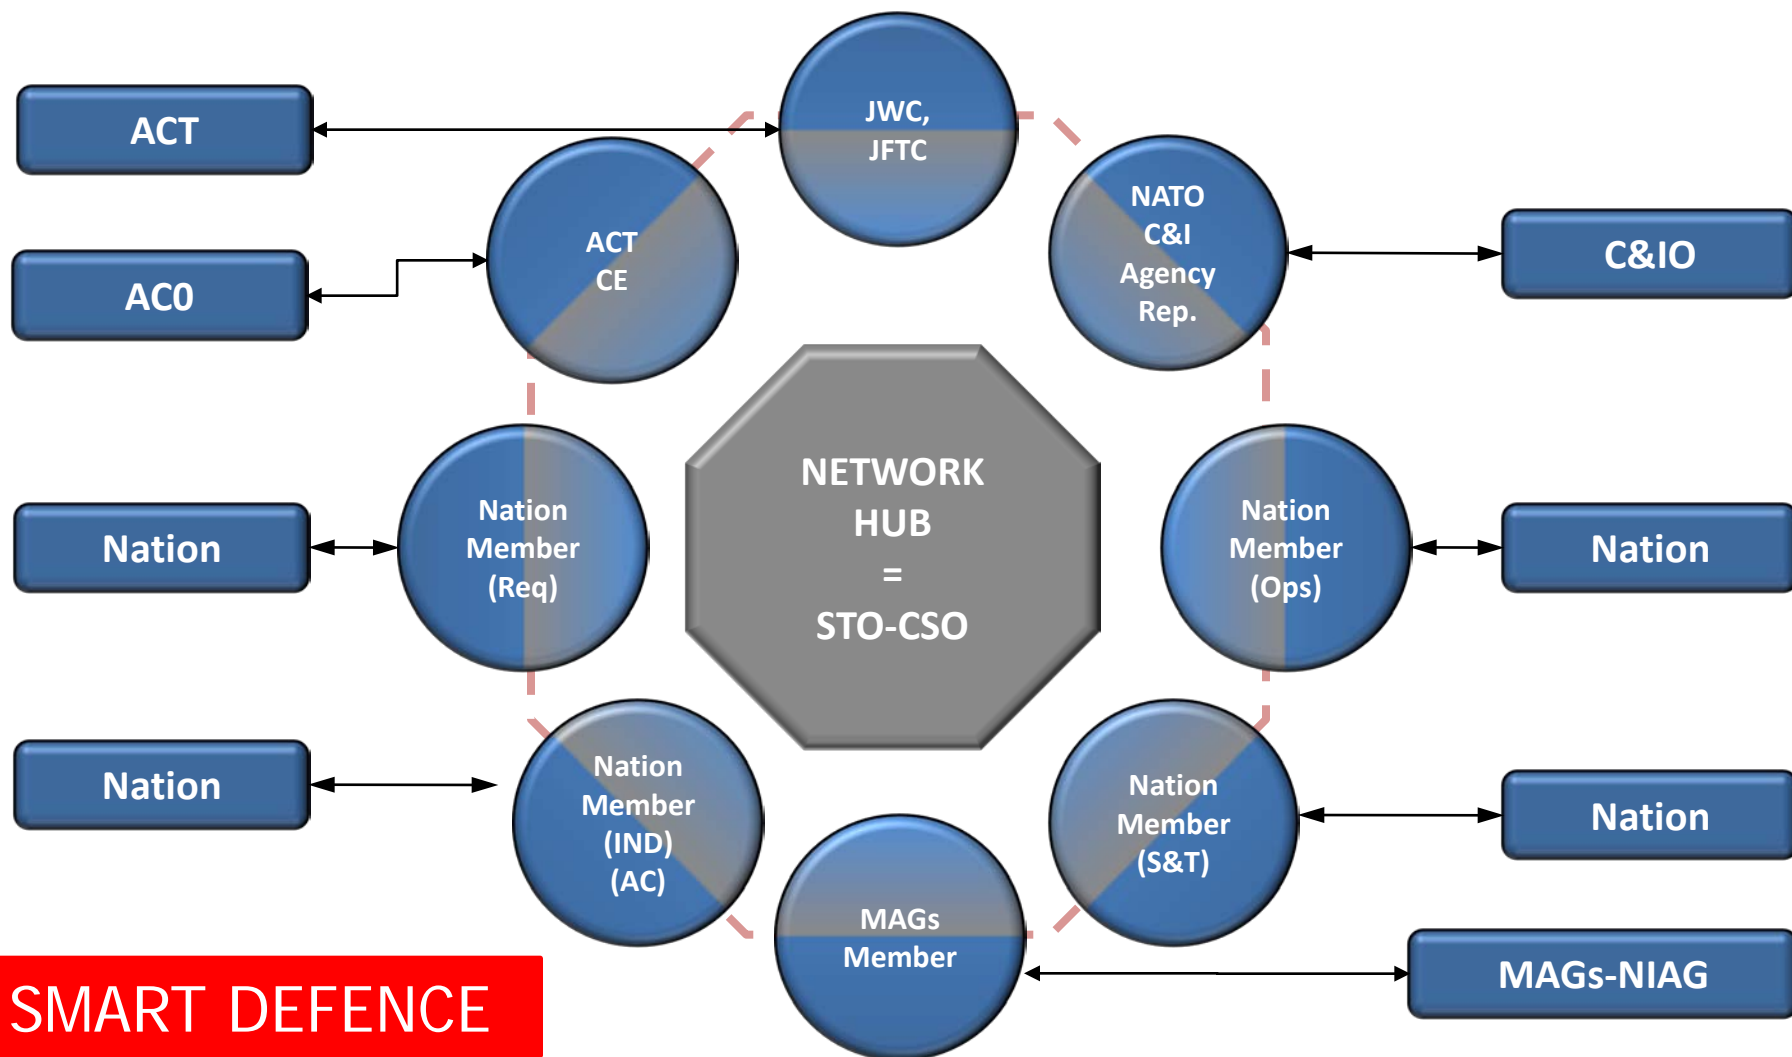 ACT
JWC,
JFTC
NATO
C&I
Agency
Rep.
C&IO
AC0
ACT
CE
NETWORK
HUB
=
STO-CSO
Nation
Nation
Member
(Req)
Nation
Member
(Ops)
Nation
Nation
Nation
Member
(IND)
(AC)
Nation
Member
(S&T)
Nation
MAGs
Member
MAGs-NIAG
SMART DEFENCE